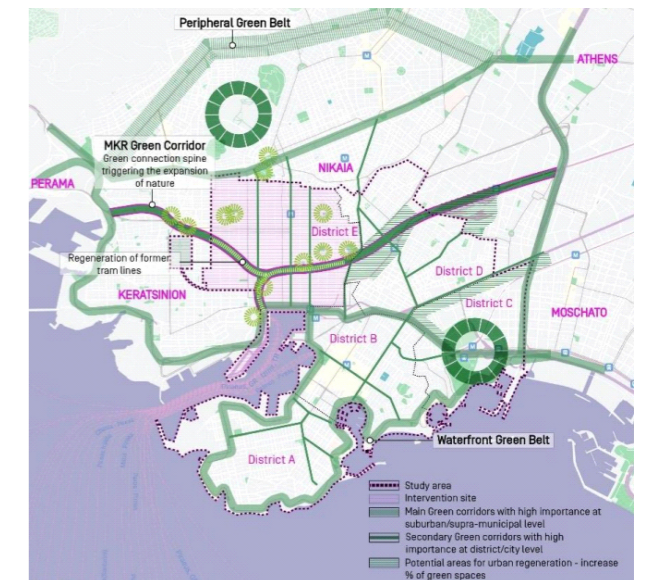 Peripheral Green Belt
ATHENS
MKR Green Corridor
Green connection spine
triggering the expansion
of nature
NIKAIA
PERAMA
District E
Regeneration of former
tram lines
District D
KERATSINION
District C
MOSCHATO
District B
Waterfront Green Belt
District A
Study area
Intervention site
Main Green corridors with high importance at
suburban/supra-municipal level
Secondary Green corridors with high
importance at district/city level
Potential areas for urban regeneration - increase
% of green spaces